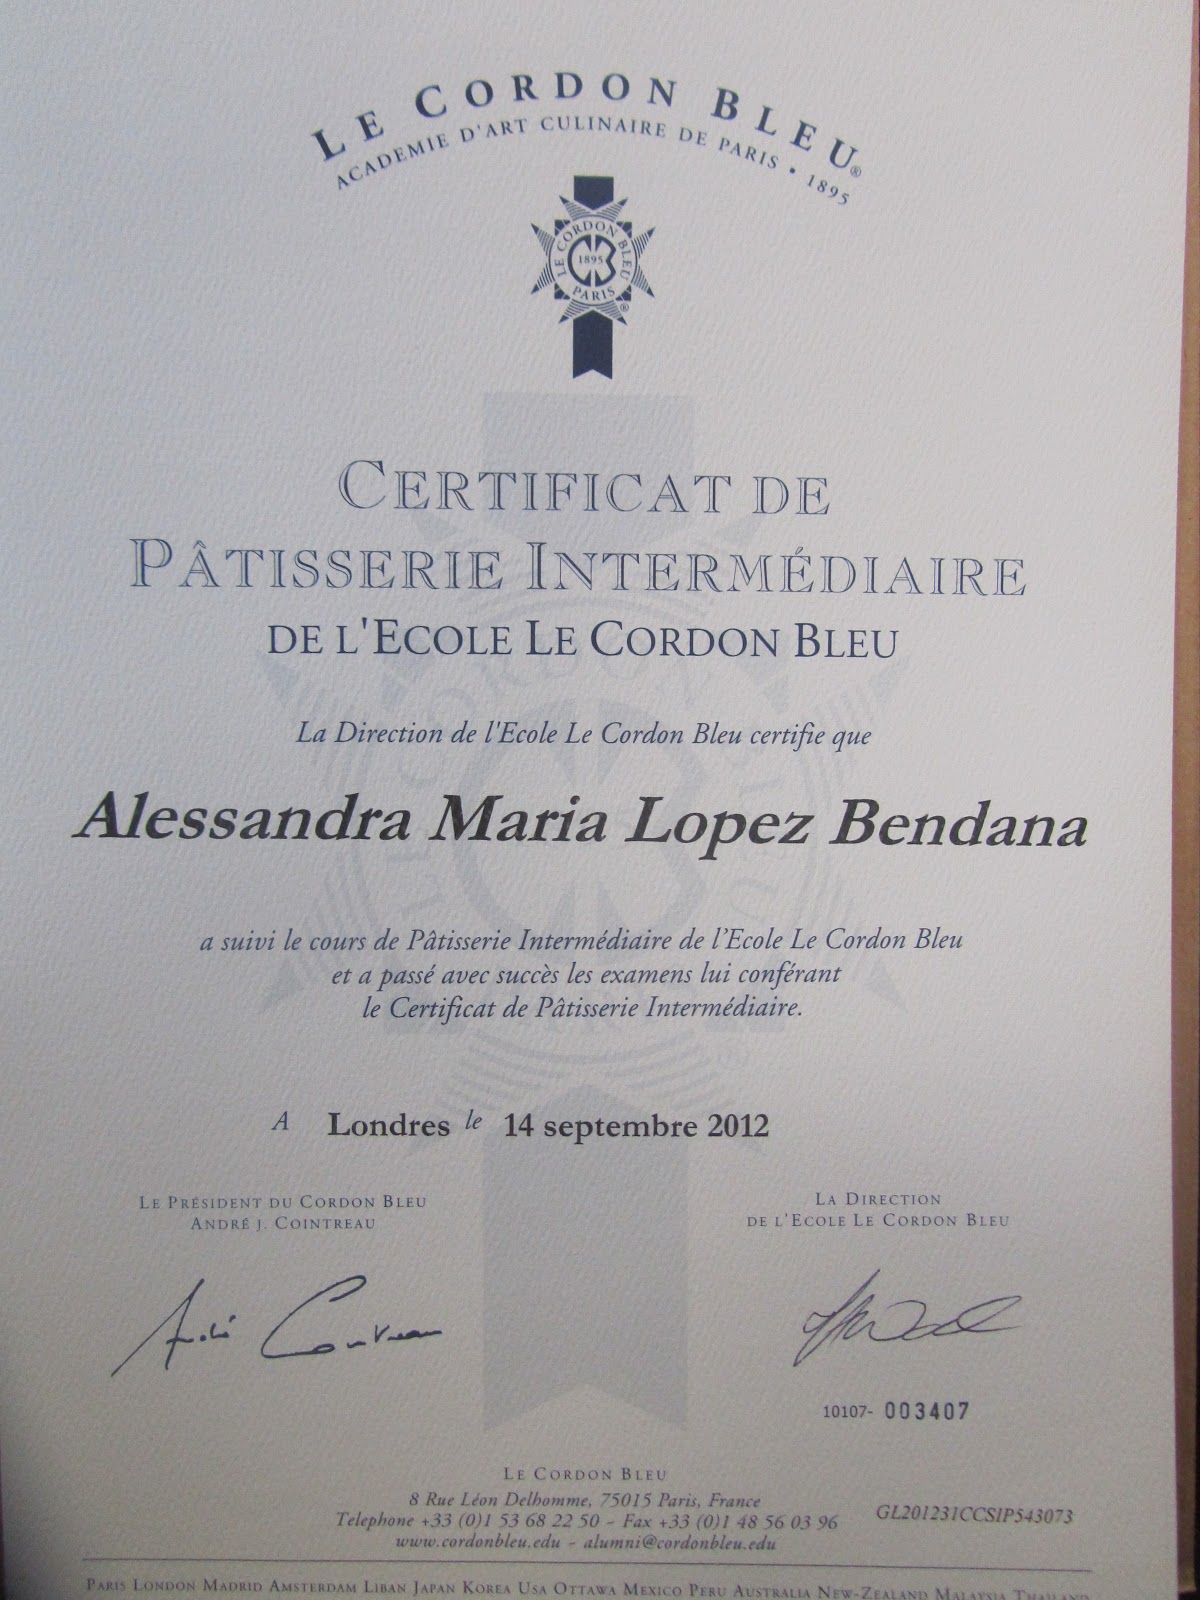 LE CORDON BLEU®
ACADEMIE D'ART CULINAIRE DE PARIS • 1895
LE CORDON BLEU
1895
PARIS
®
CERTIFICAT DE
PÂTISSERIE INTERMÉDIAIRE
DE L'ECOLE LE CORDON BLEU
La Direction de l'Ecole Le Cordon Bleu certifie que
Alessandra Maria Lopez Bendana
a suivi le cours de Pâtisserie Intermédiaire de l'Ecole Le Cordon Bleu
et a passé avec succès les examens lui conférant
le Certificat de Pâtisserie Intermédiaire.
A Londres le 14 septembre 2012
LE PRÉSIDENT DU CORDON BLEU
ANDRÉ J. COINTREAU
LA DIRECTION
DE L'ECOLE LE CORDON BLEU
André Cointreau
10107- 003407
LE CORDON BLEU
8 Rue Léon Delhomme, 75015 Paris, France
Telephone +33 (0)1 53 68 22 50 - Fax +33 (0)1 48 56 03 96
www.cordonbleu.edu - alumni@cordonbleu.edu
GL201231CCSIP543073
PARIS LONDON MADRID AMSTERDAM LIBAN JAPAN KOREA USA OTTAWA MEXICO PERU AUSTRALIA NEW-ZEALAND MALAYSIA THAILAND